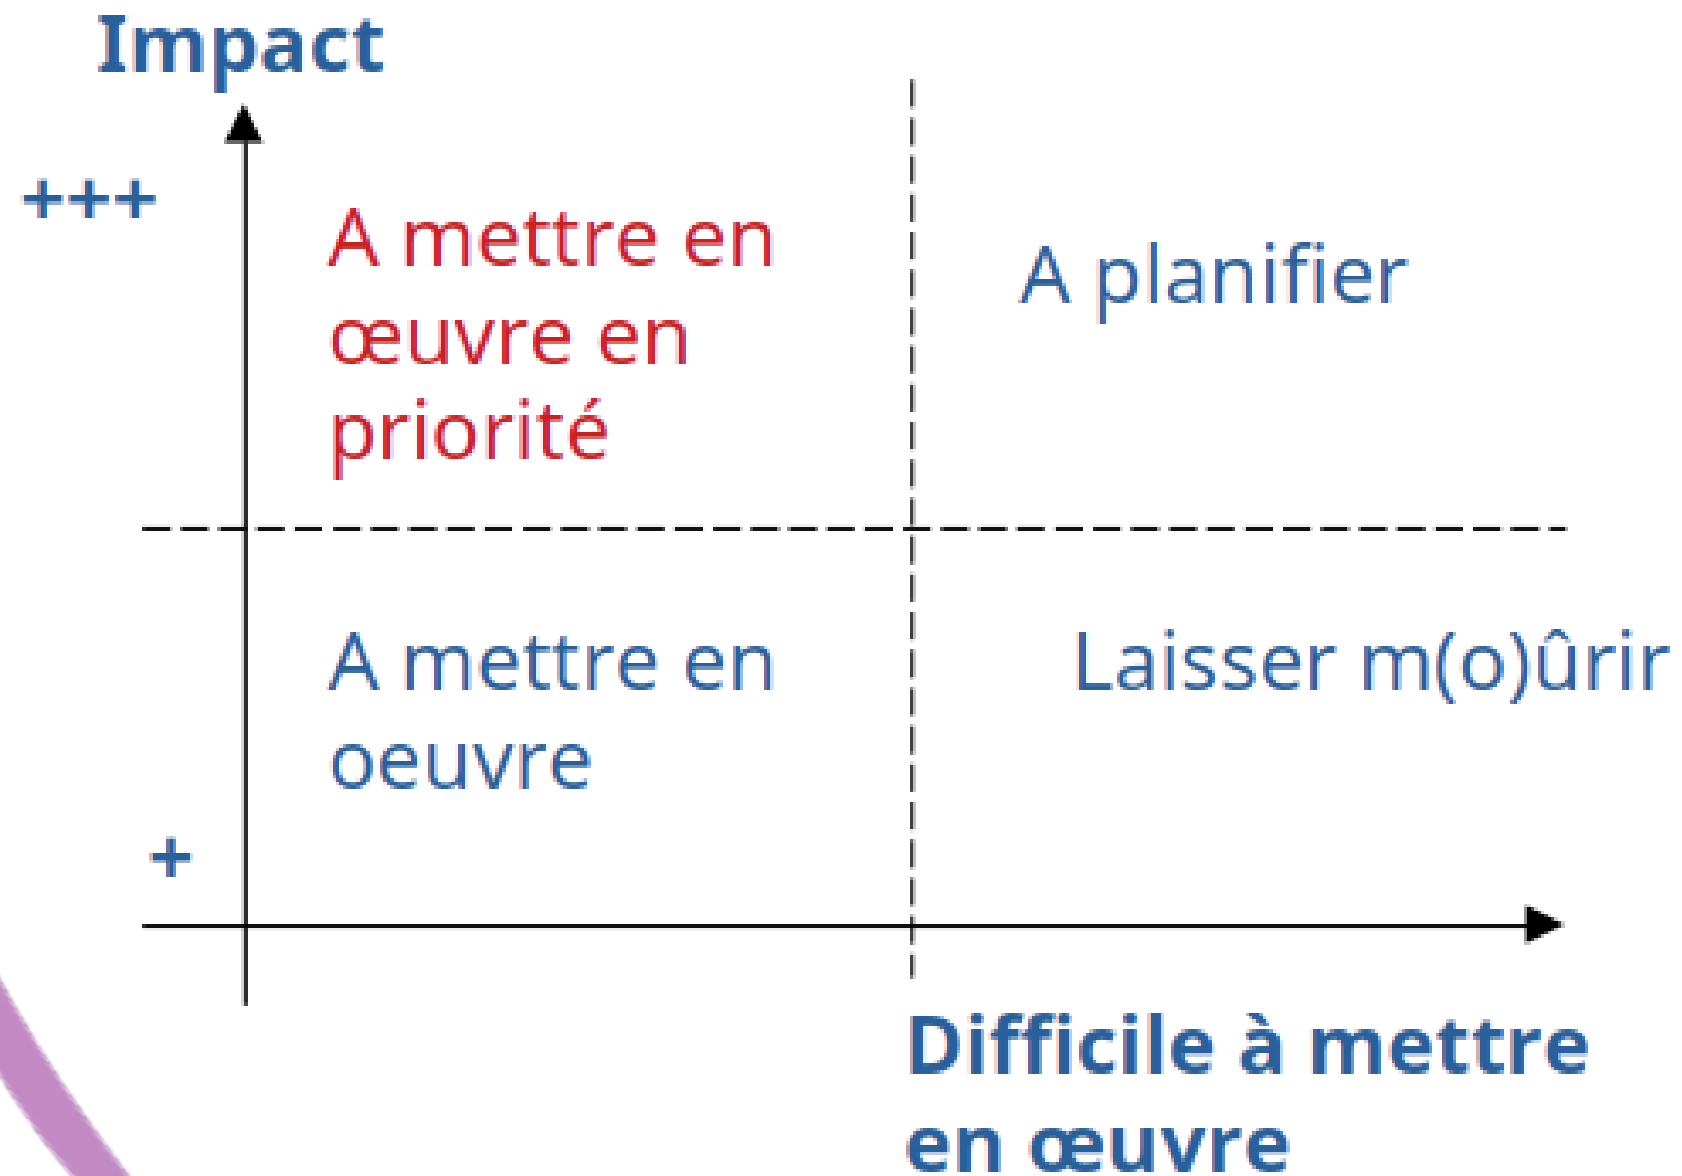 Impact
+++
A mettre en
œuvre en
priorité
A planifier
A mettre en
oeuvre
Laisser m(o)ûrir
+
Difficile à mettre
en œuvre